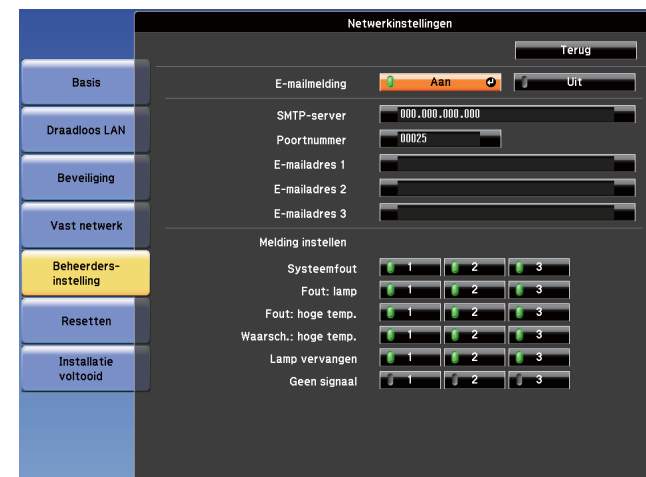 Netwerkinstellingen
Terug
Basis
Draadloos LAN
Beveiliging
Vast netwerk
Beheerders-
instelling
Resetten
Installatie
voltooid
E-mailmelding Aan Uit
SMTP-server 000.000.000.000
Poortnummer 00025
E-mailadres 1
E-mailadres 2
E-mailadres 3
Melding instellen
Systeemfout 1 2 3
Fout: lamp 1 2 3
Fout: hoge temp. 1 2 3
Waarsch.: hoge temp. 1 2 3
Lamp vervangen 1 2 3
Geen signaal 1 2 3